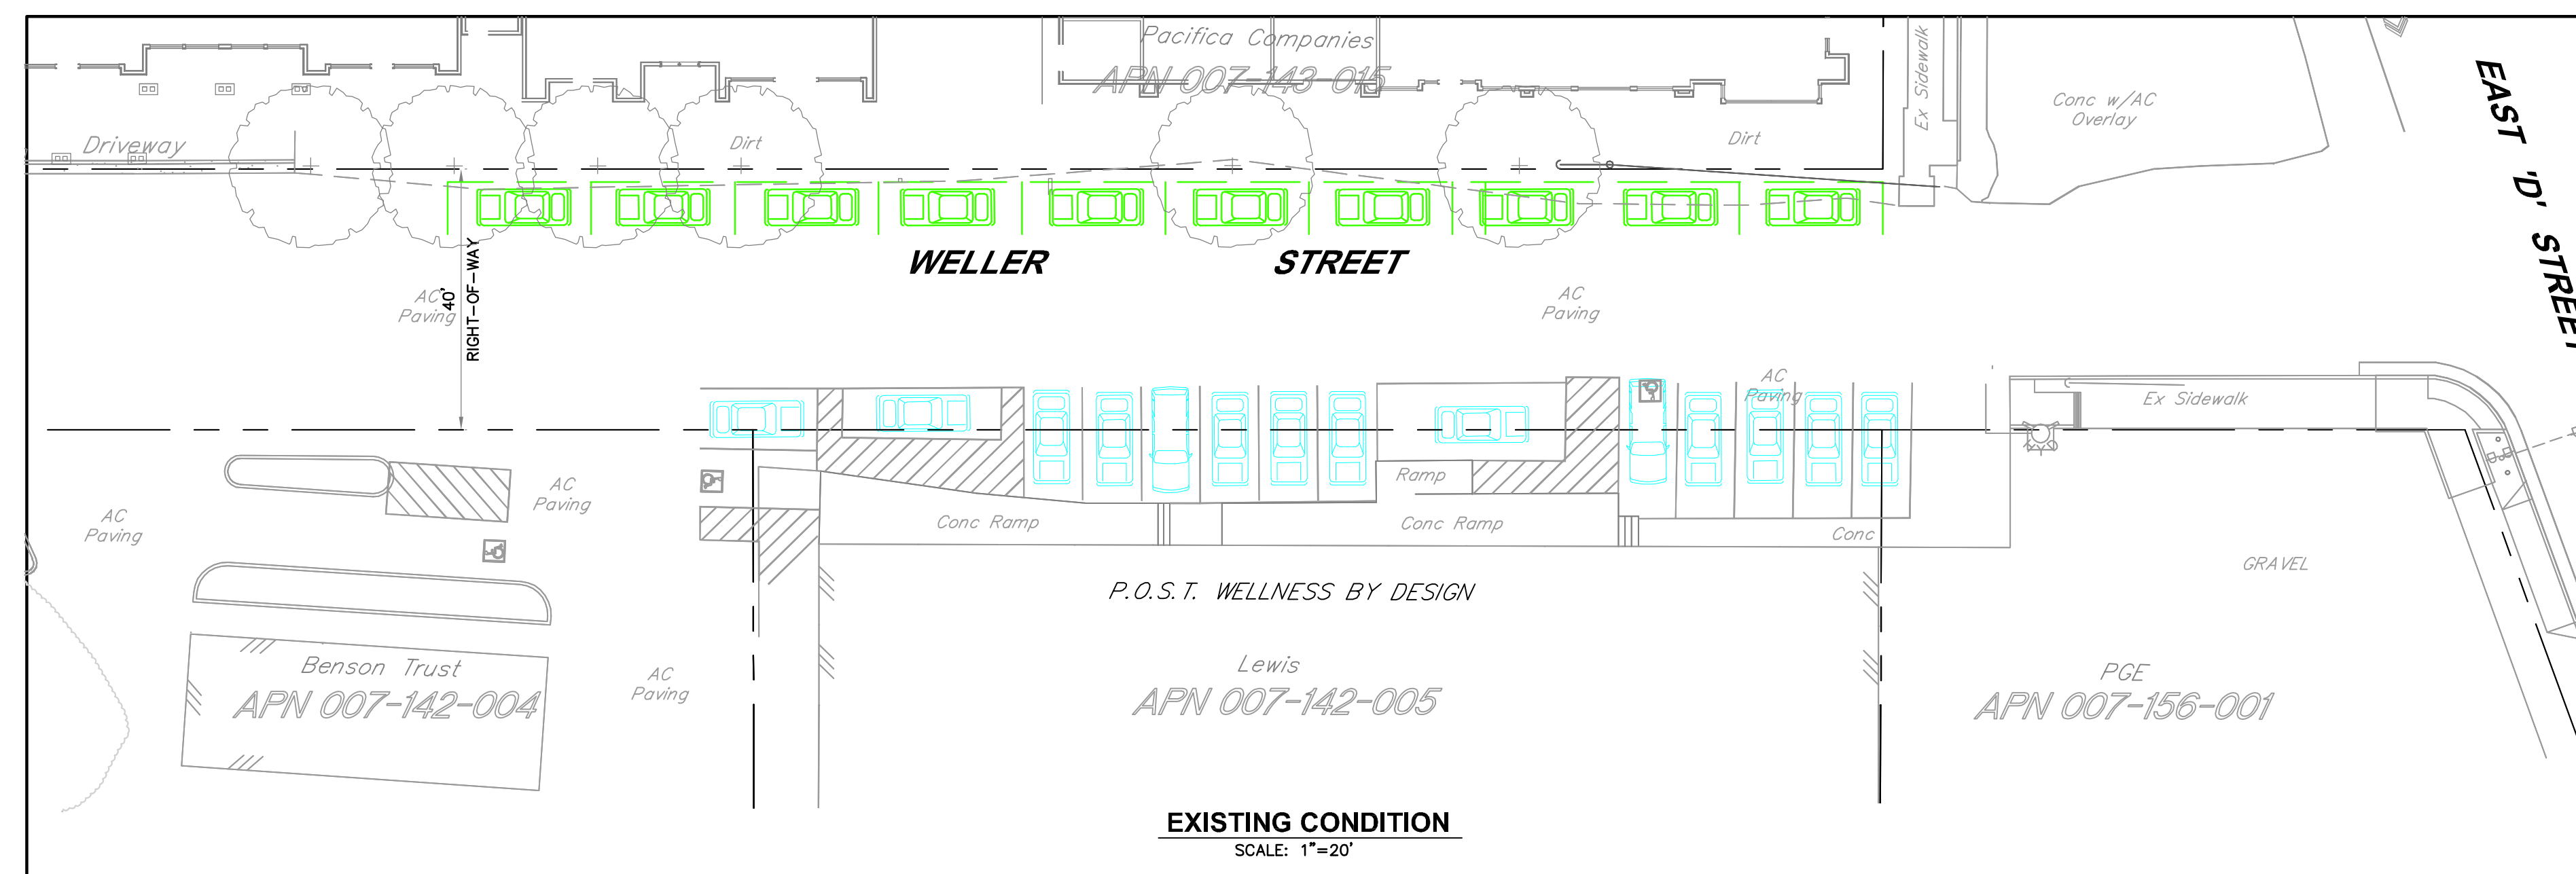 Pacifica Companies
APN 007-143-015
Ex Sidewalk
Conc w/AC
Overlay
EAST 'D' STREET
Driveway
Dirt
Dirt
WELLER STREET
AC
Paving
40'
RIGHT-OF-WAY
AC
Paving
AC
Paving
Ex Sidewalk
Ramp
AC
Paving
AC
Paving
Conc Ramp
Conc Ramp
Conc
GRAVEL
P.O.S.T. WELLNESS BY DESIGN
Benson Trust
APN 007-142-004
AC
Paving
Lewis
APN 007-142-005
PGE
APN 007-156-001
EXISTING CONDITION
SCALE: 1"=20'